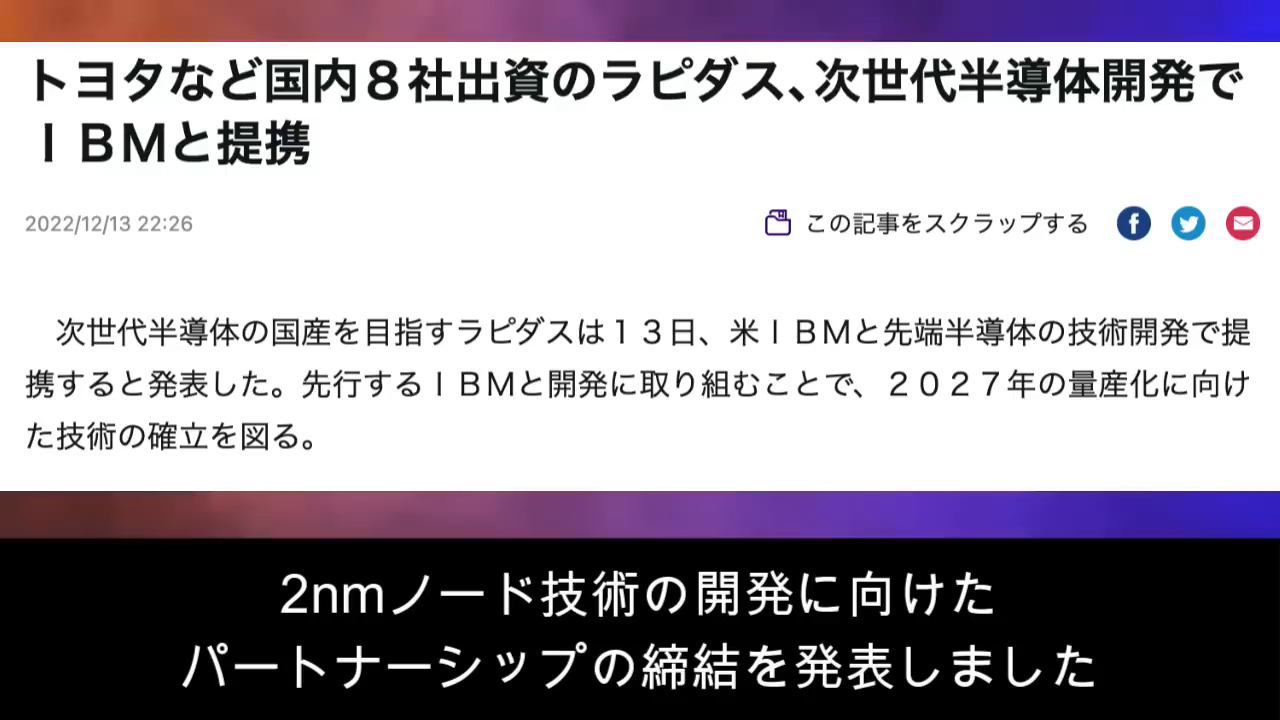 トヨタなど国内８社出資のラピダス、次世代半導体開発で
ＩＢＭと提携
2022/12/13 22:26
この記事をスクラップする
次世代半導体の国産を目指すラピダスは１３日、米ＩＢＭと先端半導体の技術開発で提
携すると発表した。先行するＩＢＭと開発に取り組むことで、２０２７年の量産化に向け
た技術の確立を図る。
2nmノード技術の開発に向けた
パートナーシップの締結を発表しました